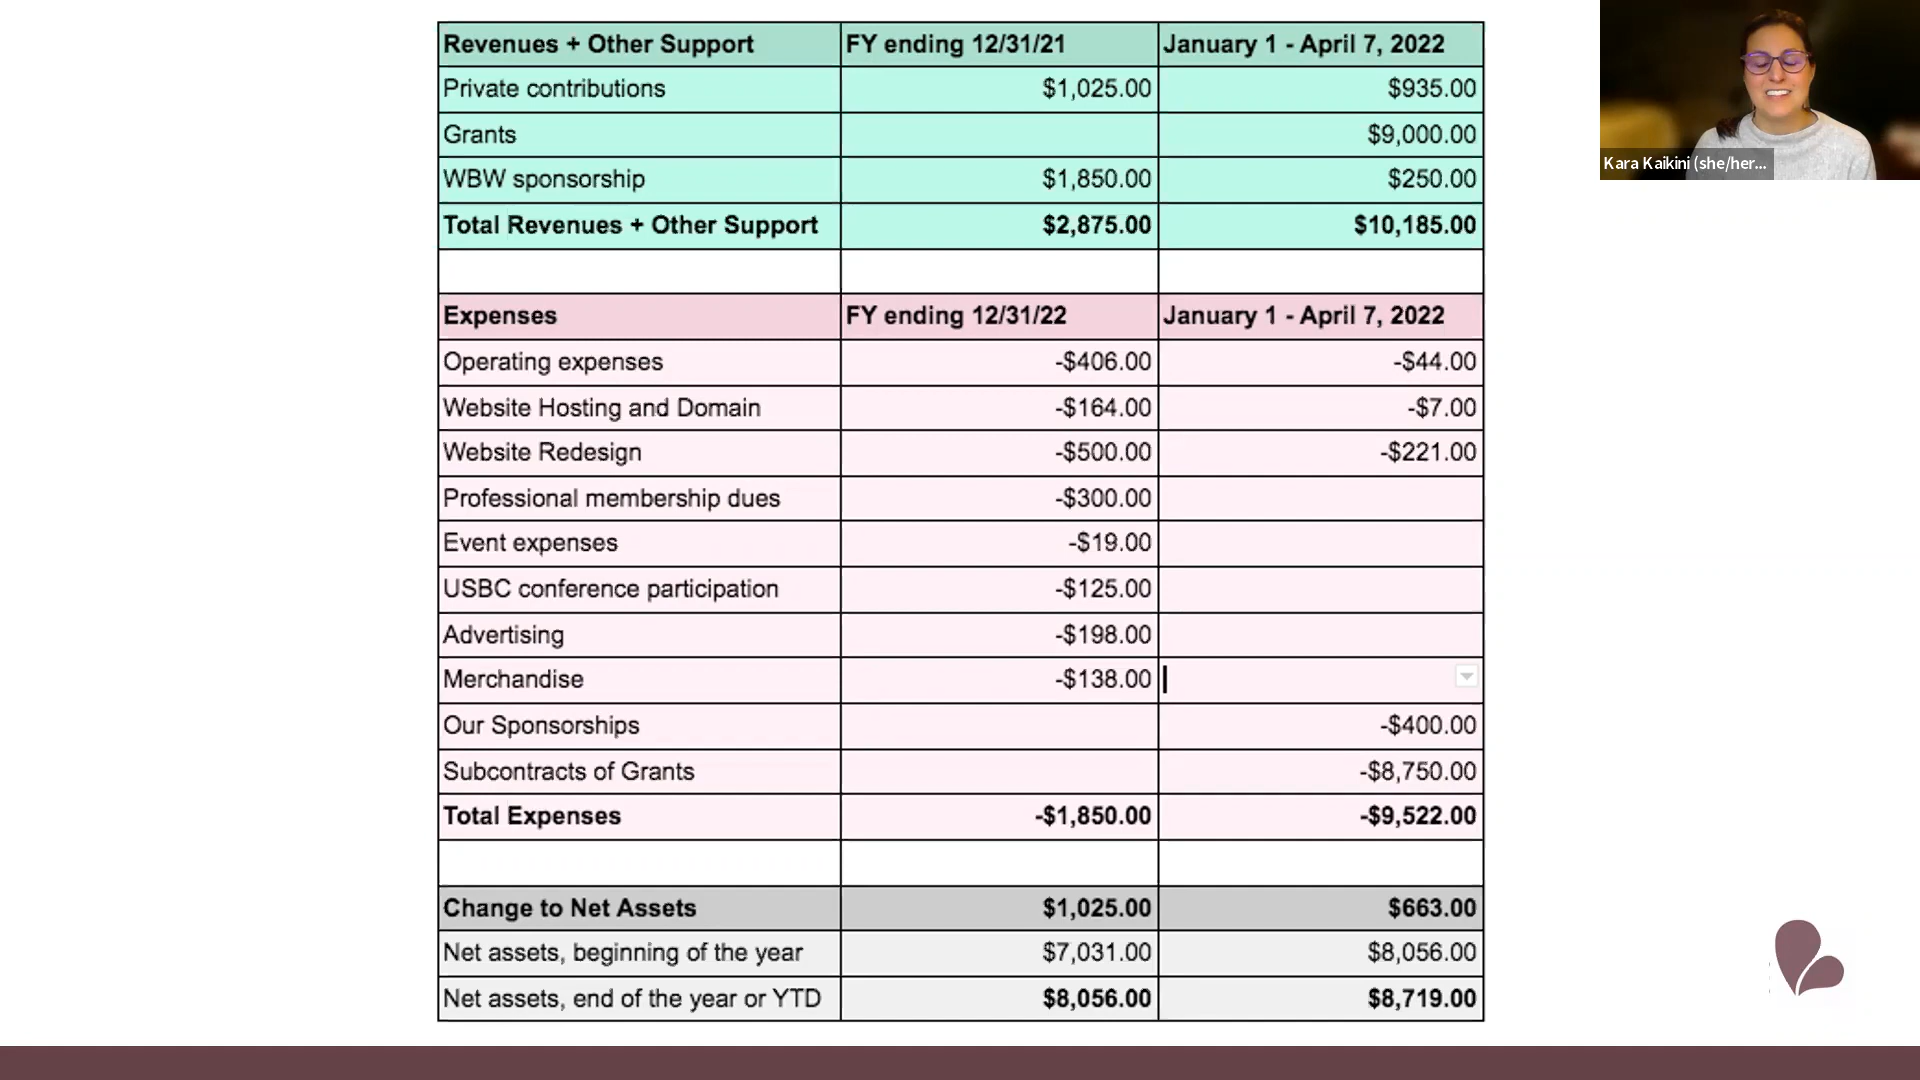 Revenues + Other Support FY ending 12/31/21 January 1 - April 7, 2022
Private contributions $1,025.00 $935.00
Grants $9,000.00
WBW sponsorship $1,850.00 $250.00
Total Revenues + Other Support $2,875.00 $10,185.00
Expenses FY ending 12/31/22 January 1 - April 7, 2022
Operating expenses -$406.00 -$44.00
Website Hosting and Domain -$164.00 -$7.00
Website Redesign -$500.00 -$221.00
Professional membership dues -$300.00
Event expenses -$19.00
USBC conference participation -$125.00
Advertising -$198.00
Merchandise -$138.00
Our Sponsorships -$400.00
Subcontracts of Grants -$8,750.00
Total Expenses -$1,850.00 -$9,522.00
Change to Net Assets $1,025.00 $663.00
Net assets, beginning of the year $7,031.00 $8,056.00
Net assets, end of the year or YTD $8,056.00 $8,719.00
Kara Kaikini (she/her...